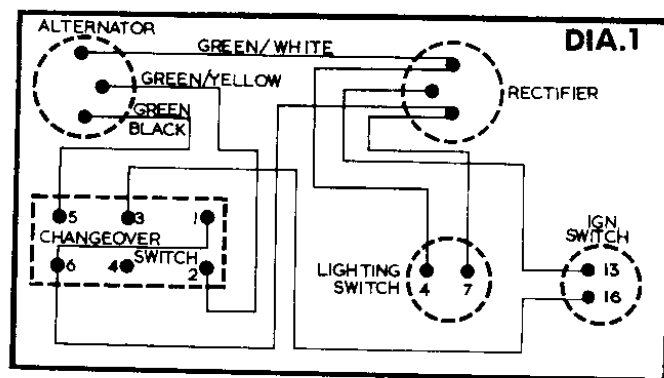 ALTERNATOR
DIA.1
GREEN/WHITE
GREEN/YELLOW
RECTIFIER
GREEN
BLACK
5 3 1
CHANGEOVER
SWITCH
6 4 2
LIGHTING
SWITCH
4 7
IGN
SWITCH
13
16